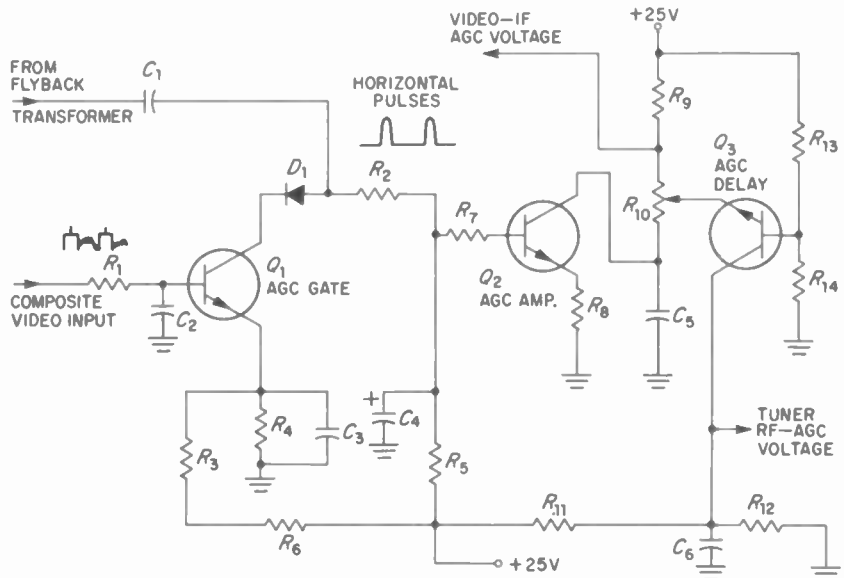 VIDEO-IF
AGC VOLTAGE
+25V
FROM
FLYBACK
TRANSFORMER
C1
HORIZONTAL
PULSES
R9
R13
Q3
AGC
DELAY
D1
R2
R10
R7
R1
Q1
AGC GATE
Q2
AGC AMP.
R8
R14
COMPOSITE
VIDEO INPUT
C2
C5
+
C4
R4
C3
R3
R5
TUNER
RF-AGC
VOLTAGE
R6
R11
R12
C6
+25V